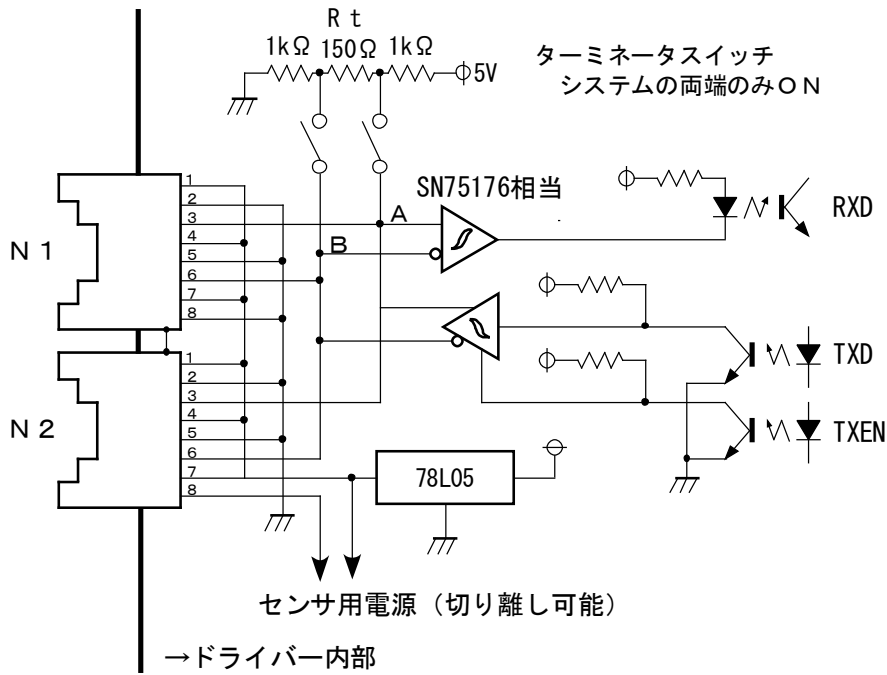 Ｒｔ
1kΩ 150Ω 1kΩ
5V
ターミネータスイッチ
システムの両端のみＯＮ
SN75176相当
RXD
Ａ
Ｂ
Ｎ１
1
2
3
4
5
6
7
8
TXD
Ｎ２
1
2
3
4
5
6
7
8
TXEN
78L05
センサ用電源（切り離し可能）
→ドライバー内部